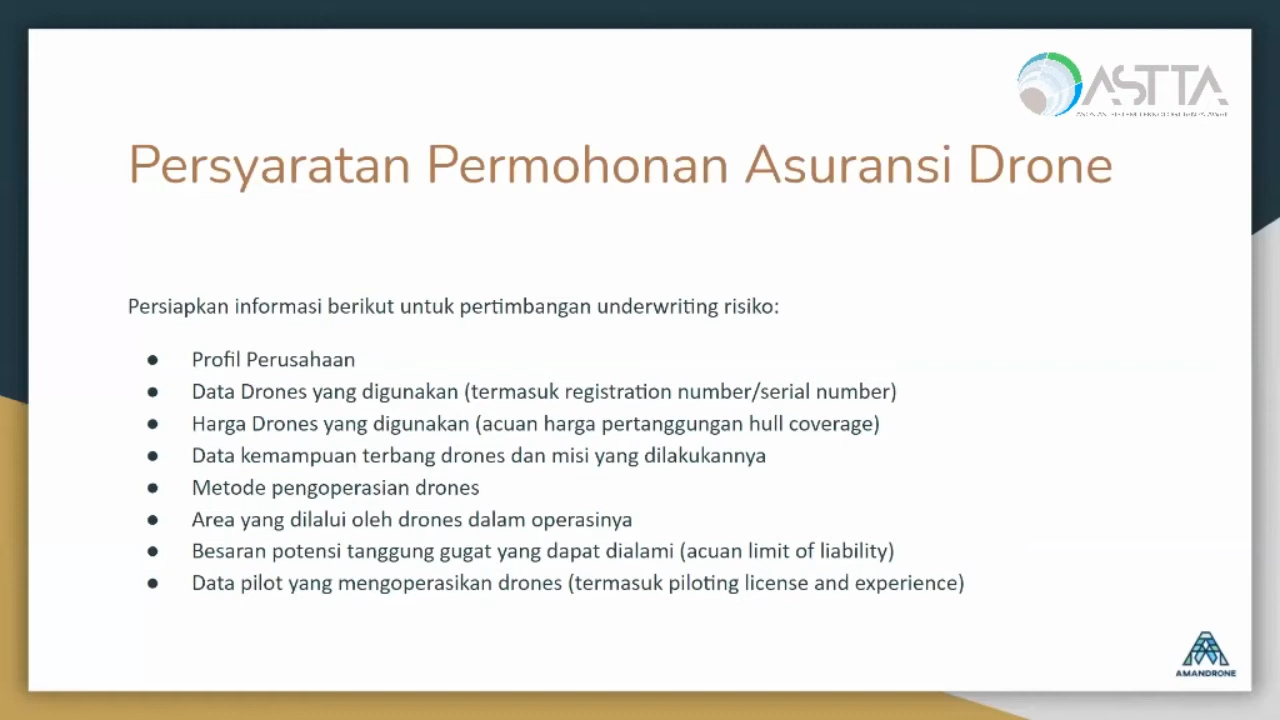 ASTTA
Persyaratan Permohonan Asuransi Drone
Persiapkan informasi berikut untuk pertimbangan underwriting risiko:
● Profil Perusahaan
● Data Drones yang digunakan (termasuk registration number/serial number)
● Harga Drones yang digunakan (acuan harga pertanggungan hull coverage)
● Data kemampuan terbang drones dan misi yang dilakukannya
● Metode pengoperasian drones
● Area yang dilalui oleh drones dalam operasinya
● Besaran potensi tanggung gugat yang dapat dialami (acuan limit of liability)
● Data pilot yang mengoperasikan drones (termasuk piloting license and experience)
AMANDRONE